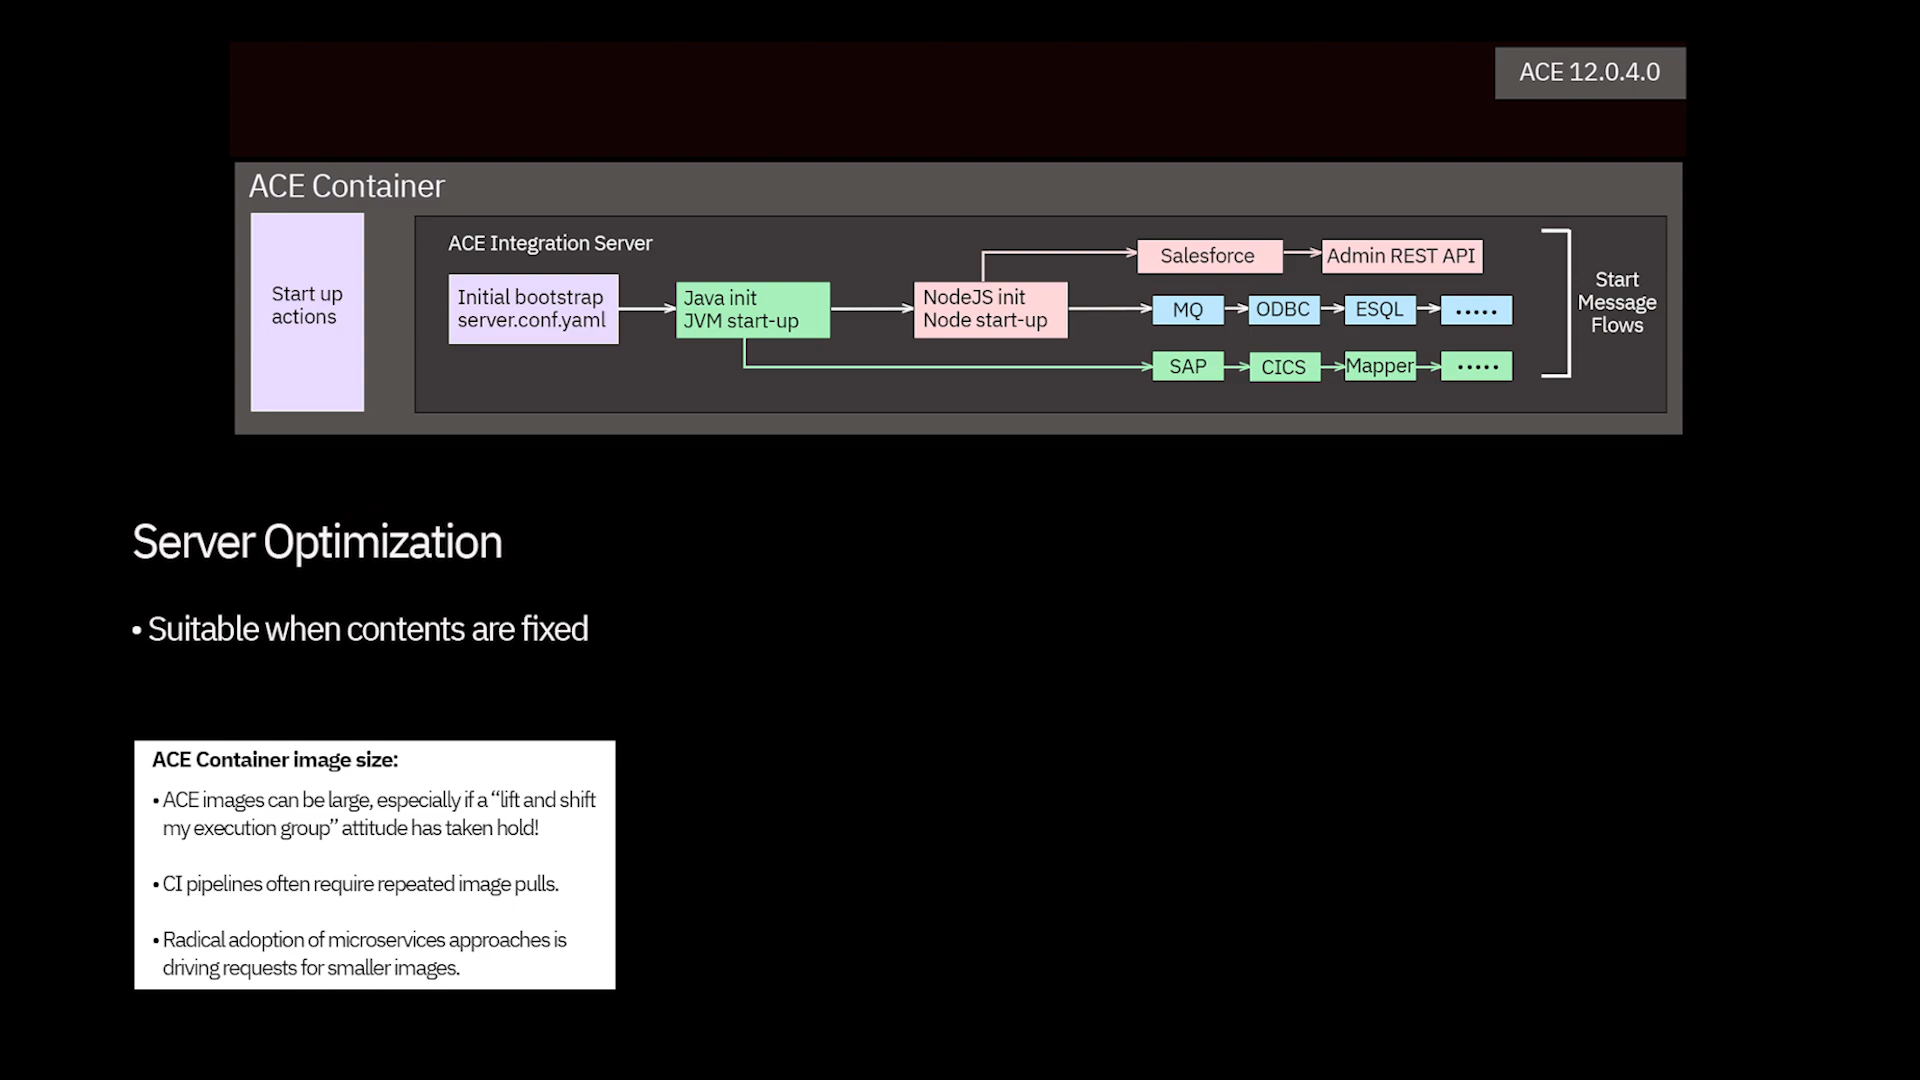 ACE 12.0.4.0
ACE Container
Start up
actions
ACE Integration Server
Initial bootstrap
server.conf.yaml
Java init
JVM start-up
NodeJS init
Node start-up
Salesforce
Admin REST API
MQ
ODBC
ESQL
.....
SAP
CICS
Mapper
.....
Start
Message
Flows
Server Optimization
• Suitable when contents are fixed
ACE Container image size:
• ACE images can be large, especially if a “lift and shift
my execution group” attitude has taken hold!
• CI pipelines often require repeated image pulls.
• Radical adoption of microservices approaches is
driving requests for smaller images.